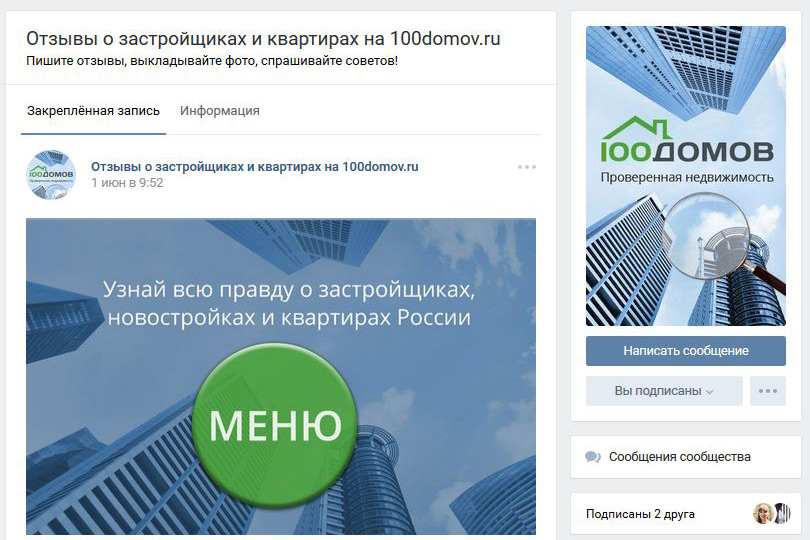 Отзывы о застройщиках и квартирах на 100domov.ru
Пишите отзывы, выкладывайте фото, спрашивайте советов!
Закреплённая запись
Информация
100ДОМОВ
Проверенная недвижимость
Отзывы о застройщиках и квартирах на 100domov.ru
1 июн в 9:52
Узнай всю правду о застройщиках,
новостройках и квартирах России
МЕНЮ
100ДОМОВ
Проверенная недвижимость
Написать сообщение
Вы подписаны
Сообщения сообщества
Подписаны 2 друга